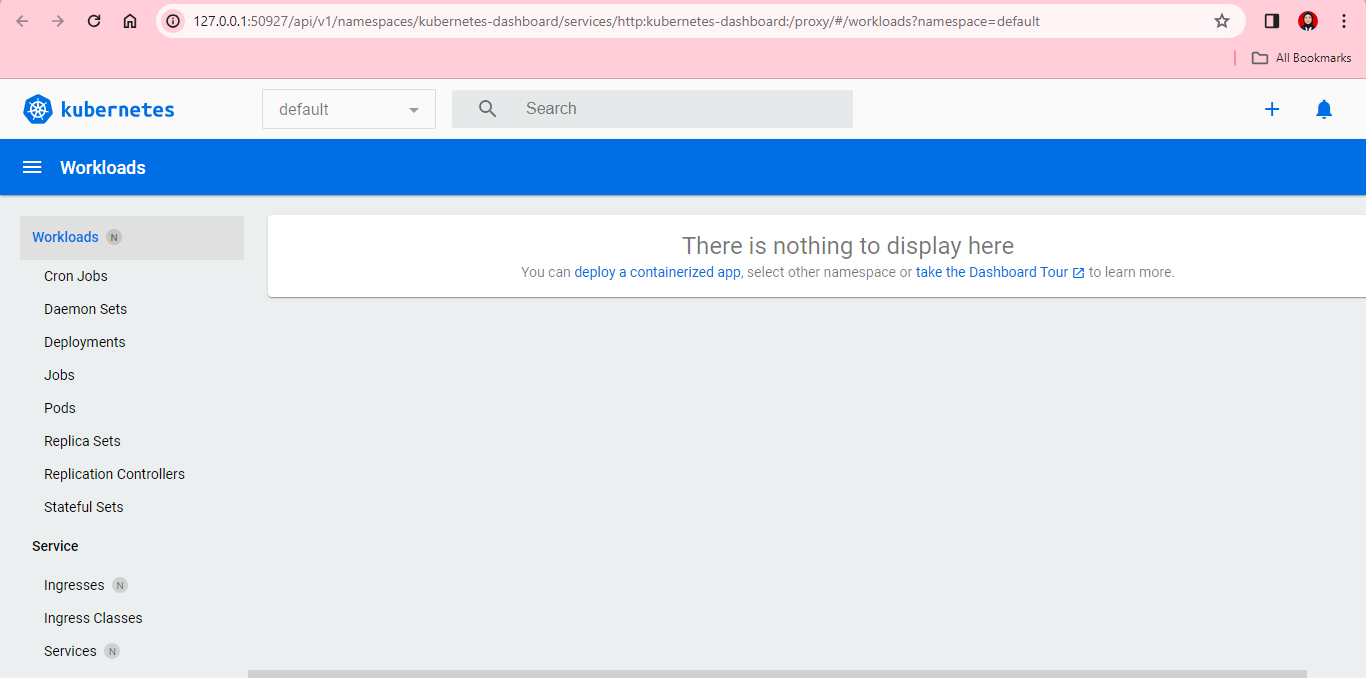 127.0.0.1:50927/api/v1/namespaces/kubernetes-dashboard/services/http:kubernetes-dashboard:/proxy/#/workloads?namespace=default
All Bookmarks
kubernetes
default
Search
Workloads
Workloads N
There is nothing to display here
You can deploy a containerized app, select other namespace or take the Dashboard Tour to learn more.
Cron Jobs
Daemon Sets
Deployments
Jobs
Pods
Replica Sets
Replication Controllers
Stateful Sets
Service
Ingresses N
Ingress Classes
Services N